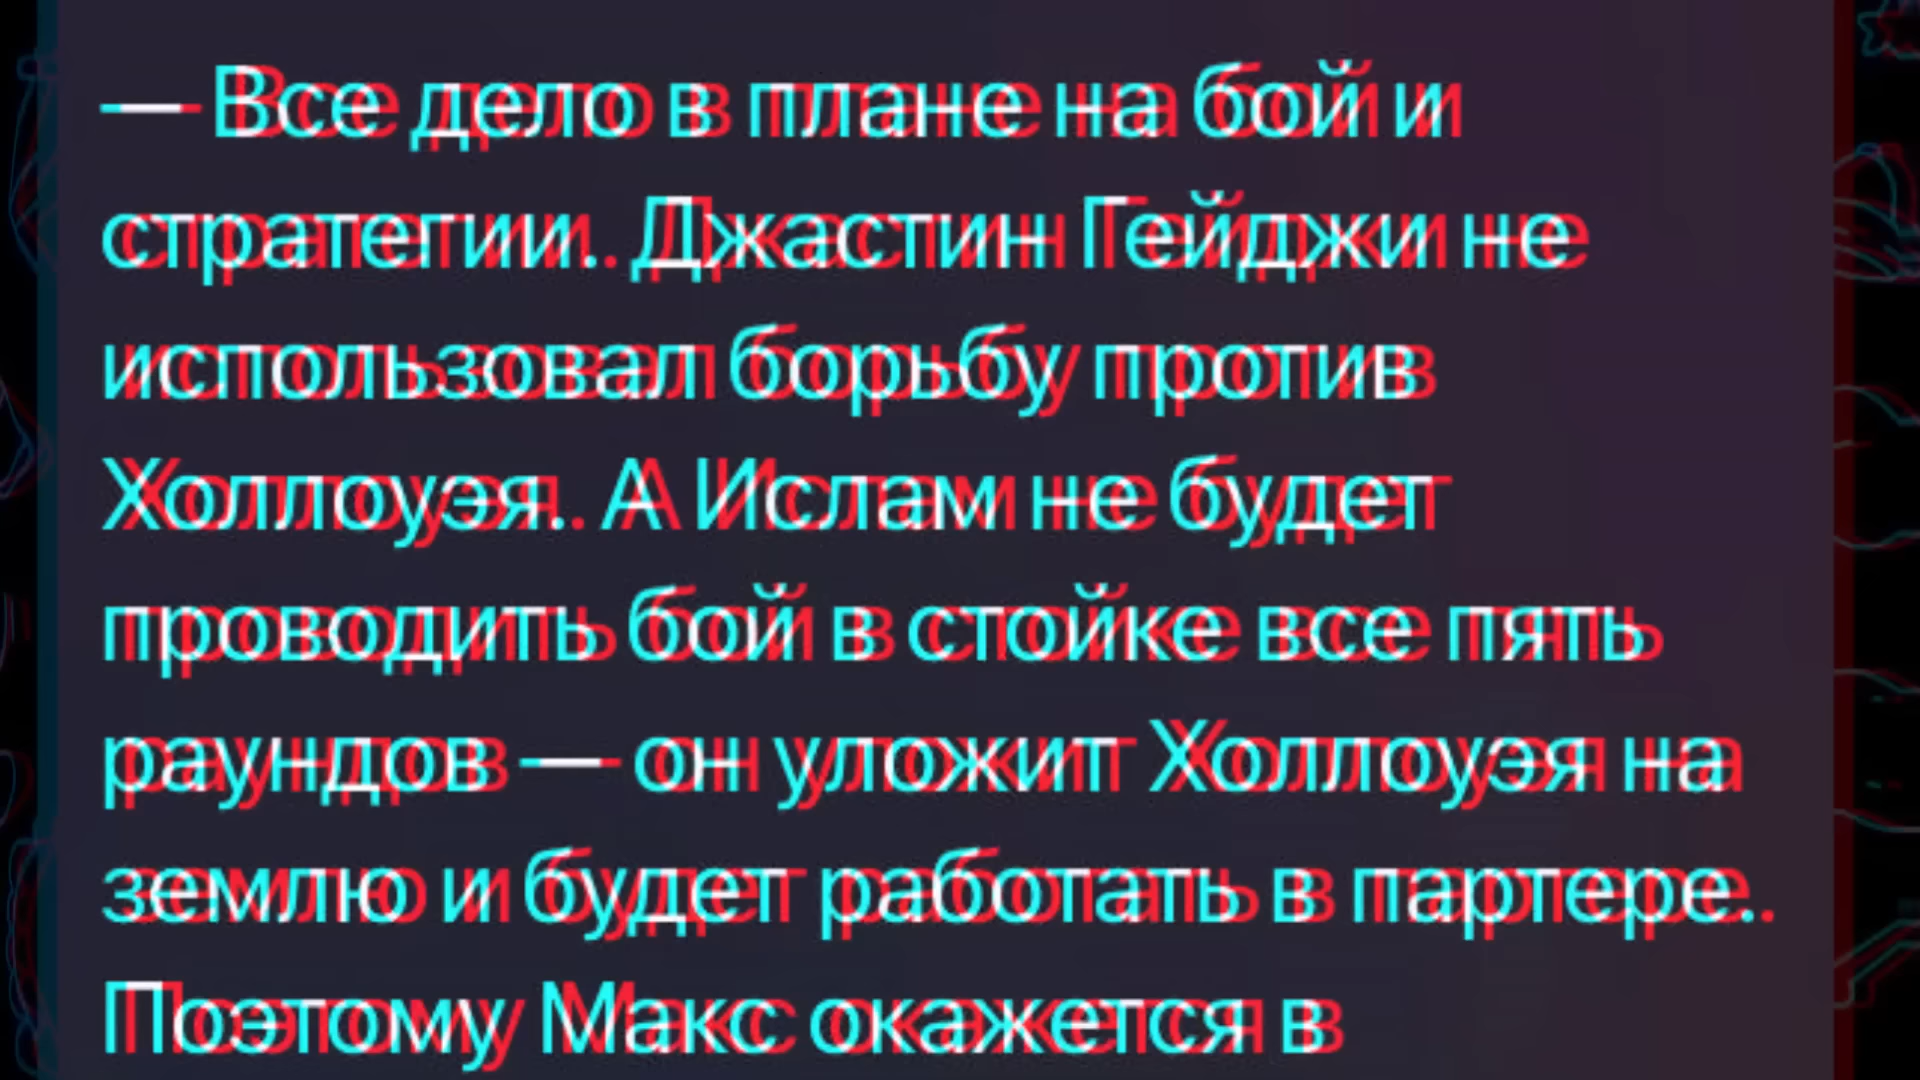 — Все дело в плане на бой и
стратегии.. Джастин Гейджи не
использовал борьбу против
Холлоуэя.. А Ислам не будет
проводить бой в стойке все пять
раундов — он уложит Холлоуэя на
землю и будет работать в партере..
Поэтому Макс окажется в